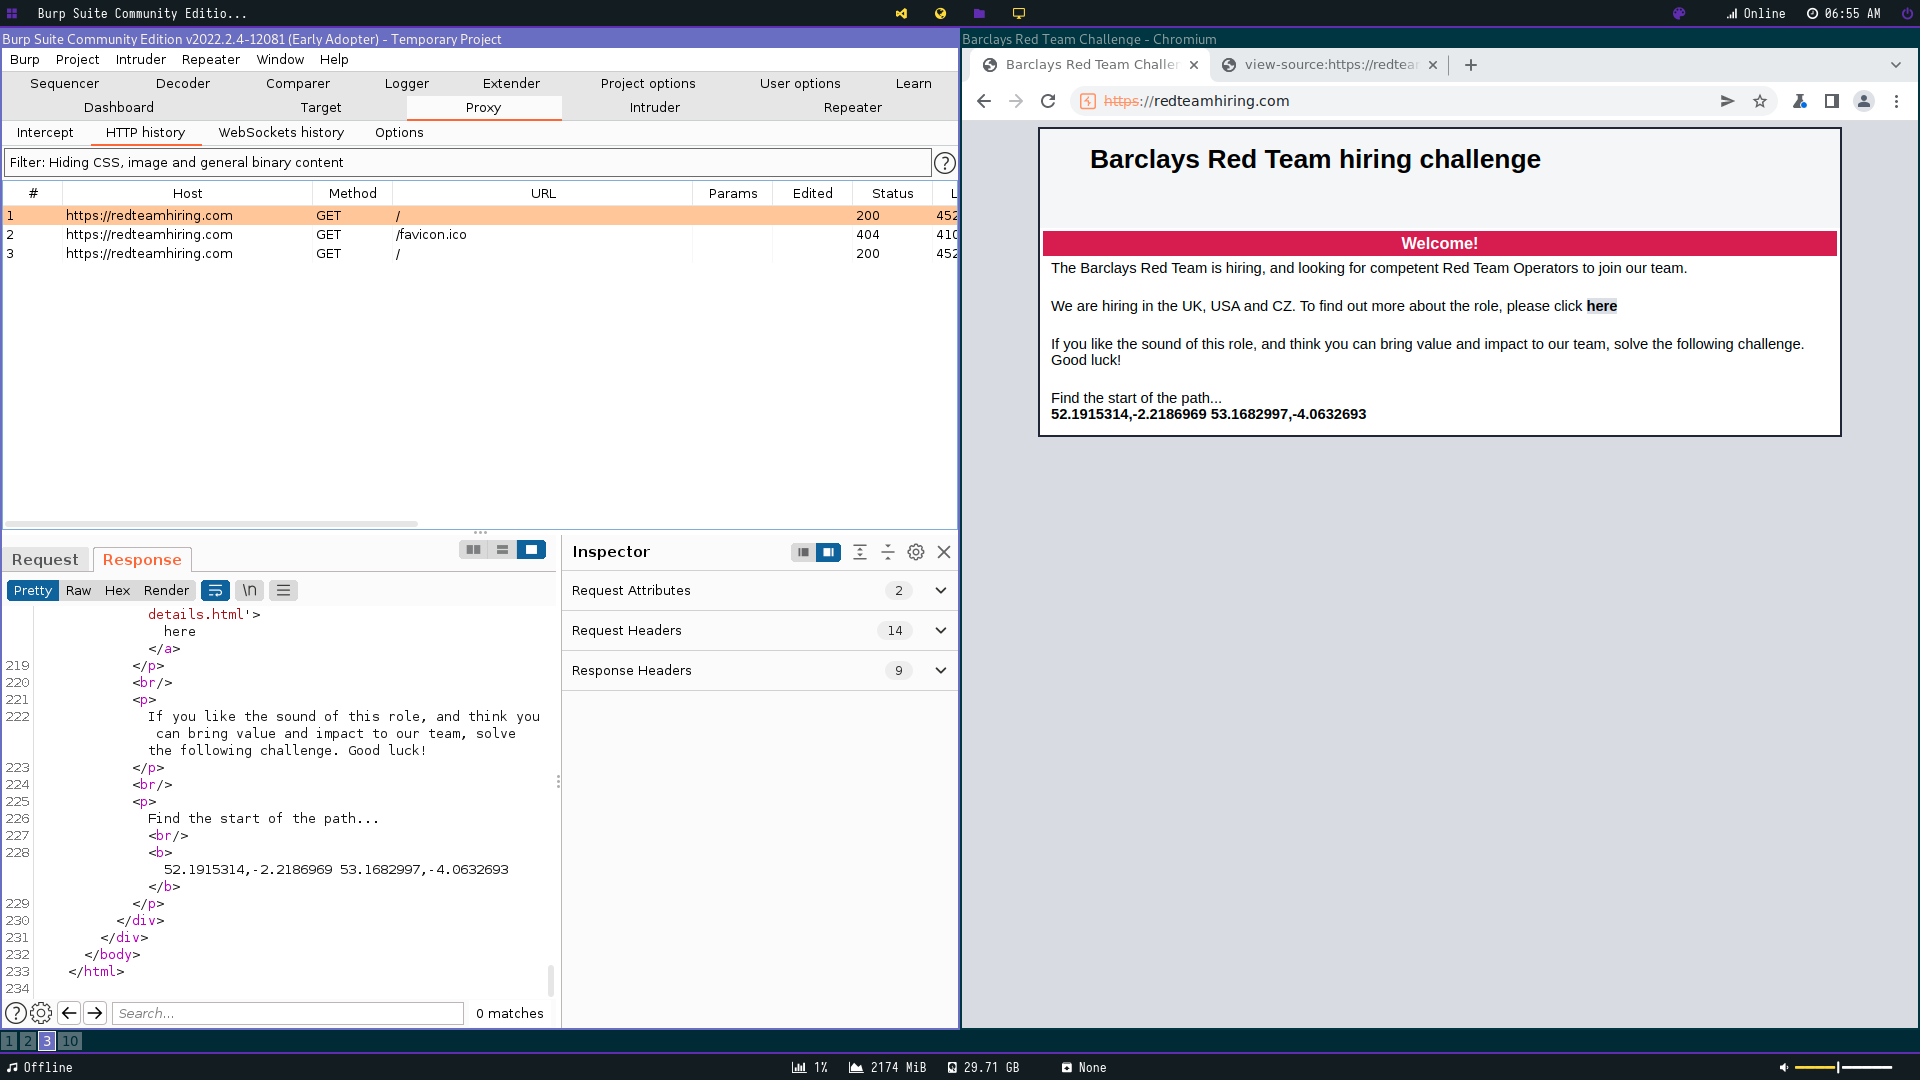 Burp Suite Community Editio...
Online
06:55 AM
Burp Suite Community Edition v2022.2.4-12081 (Early Adopter) - Temporary Project
Burp Project Intruder Repeater Window Help
Sequencer Decoder Comparer Logger Extender Project options User options Learn
Dashboard Target Proxy Intruder Repeater
Intercept HTTP history WebSockets history Options
Filter: Hiding CSS, image and general binary content
?
# Host Method URL Params Edited Status L
1 https://redteamhiring.com GET / 200 452
2 https://redteamhiring.com GET /favicon.ico 404 410
3 https://redteamhiring.com GET / 200 452
Request Response
Pretty Raw Hex Render \n
details.html'>
here
</a>
219 </p>
220 <br/>
221 <p>
222 If you like the sound of this role, and think you
can bring value and impact to our team, solve
the following challenge. Good luck!
223 </p>
224 <br/>
225 <p>
226 Find the start of the path...
227 <br/>
228 <b>
52.1915314,-2.2186969 53.1682997,-4.0632693
</b>
229 </p>
230 </div>
231 </div>
232 </body>
233 </html>
234
? Search... 0 matches
Inspector
Request Attributes 2
Request Headers 14
Response Headers 9
Barclays Red Team Challenge - Chromium
Barclays Red Team Challer view-source:https://redtear
https://redteamhiring.com
Barclays Red Team hiring challenge
Welcome!
The Barclays Red Team is hiring, and looking for competent Red Team Operators to join our team.
We are hiring in the UK, USA and CZ. To find out more about the role, please click here
If you like the sound of this role, and think you can bring value and impact to our team, solve the following challenge.
Good luck!
Find the start of the path...
52.1915314,-2.2186969 53.1682997,-4.0632693
1 2 3 10
Offline 1% 2174 MiB 29.71 GB None